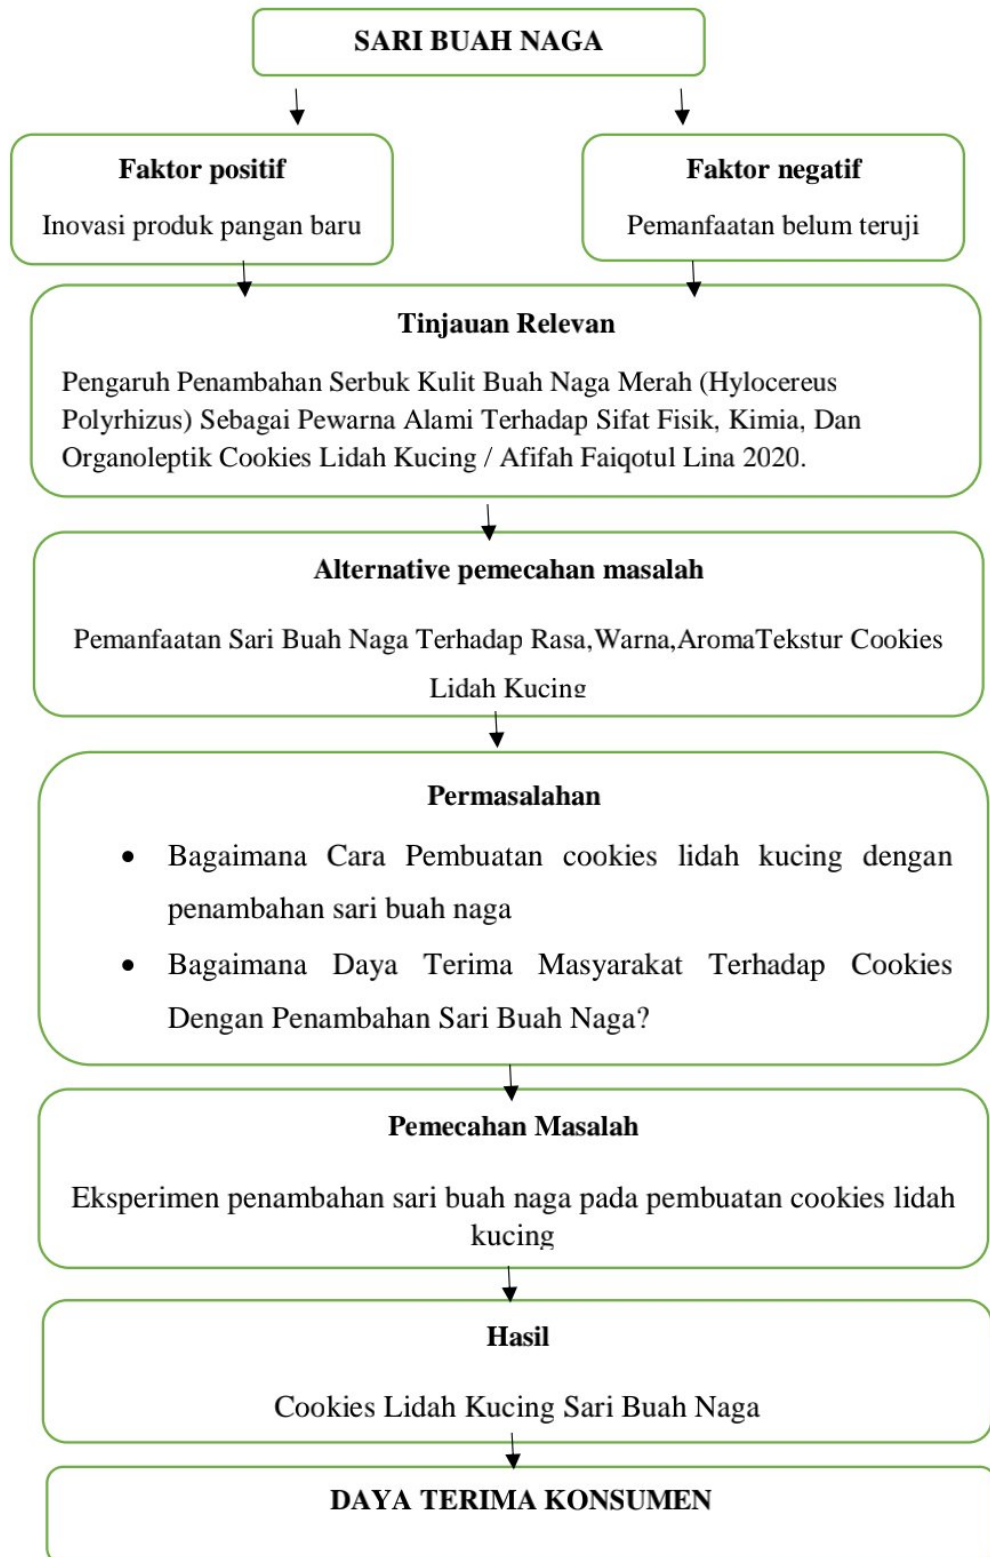 SARI BUAH NAGA
Faktor positif
Inovasi produk pangan baru
Faktor negatif
Pemanfaatan belum teruji
Tinjauan Relevan
Pengaruh Penambahan Serbuk Kulit Buah Naga Merah (Hylocereus
Polyrhizus) Sebagai Pewarna Alami Terhadap Sifat Fisik, Kimia, Dan
Organoleptik Cookies Lidah Kucing / Afifah Faiqotul Lina 2020.
Alternative pemecahan masalah
Pemanfaatan Sari Buah Naga Terhadap Rasa,Warna,AromaTekstur Cookies
Lidah Kucing
Permasalahan
• Bagaimana Cara Pembuatan cookies lidah kucing dengan
penambahan sari buah naga
• Bagaimana Daya Terima Masyarakat Terhadap Cookies
Dengan Penambahan Sari Buah Naga?
Pemecahan Masalah
Eksperimen penambahan sari buah naga pada pembuatan cookies lidah
kucing
Hasil
Cookies Lidah Kucing Sari Buah Naga
DAYA TERIMA KONSUMEN